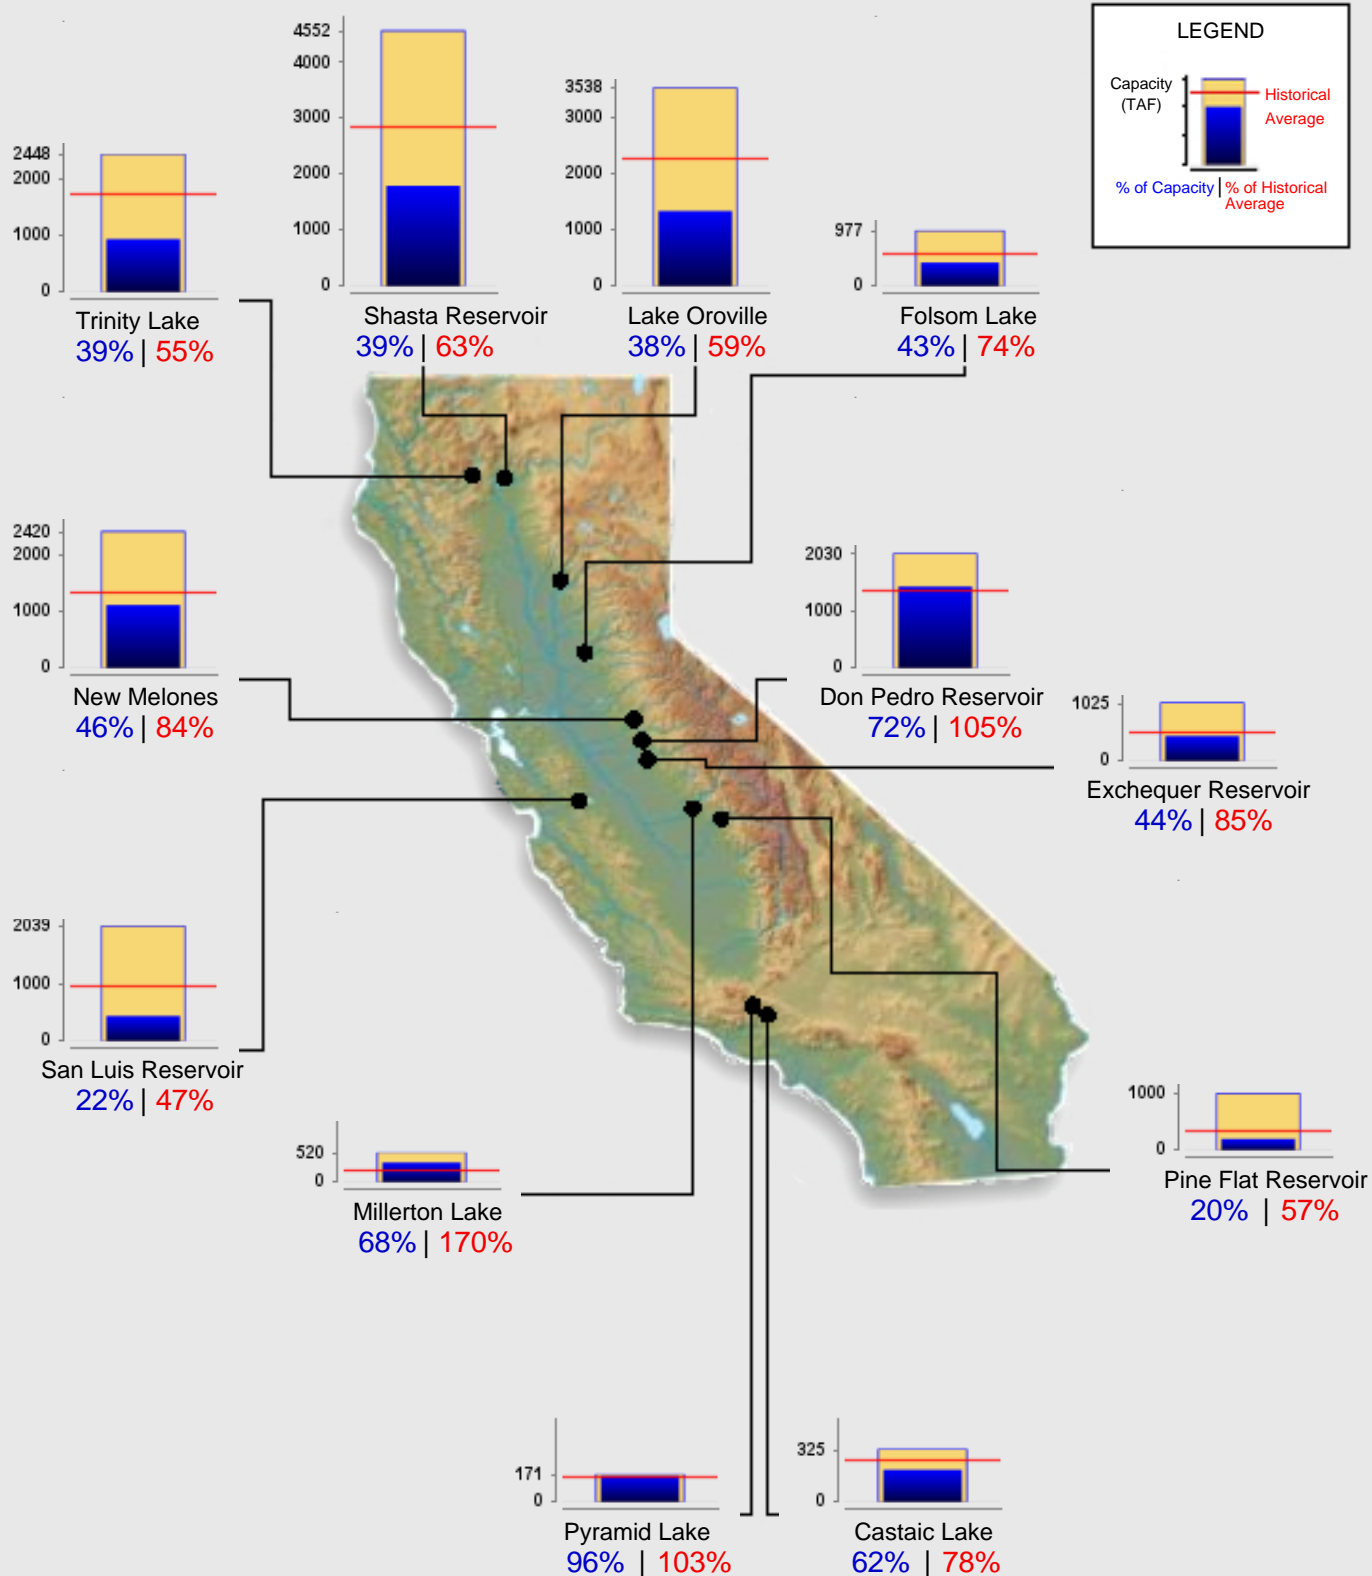 LEGEND
Capacity
(TAF)
Historical
Average
% of Capacity | % of Historical
Average
4552
4000
3000
2000
1000
0
Shasta Reservoir
39% | 63%
3538
3000
2000
1000
0
Lake Oroville
38% | 59%
2448
2000
1000
0
Trinity Lake
39% | 55%
977
0
Folsom Lake
43% | 74%
2420
2000
1000
0
New Melones
46% | 84%
2030
1000
0
Don Pedro Reservoir
72% | 105%
1025
0
Exchequer Reservoir
44% | 85%
2039
1000
0
San Luis Reservoir
22% | 47%
520
0
Millerton Lake
68% | 170%
1000
0
Pine Flat Reservoir
20% | 57%
171
0
Pyramid Lake
96% | 103%
325
0
Castaic Lake
62% | 78%